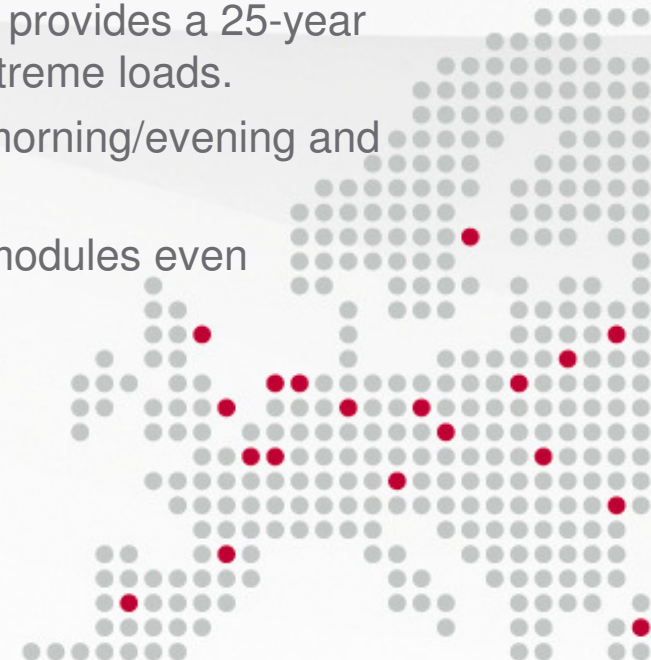 provides a 25-year
treme loads.
norning/evening and
nodules even